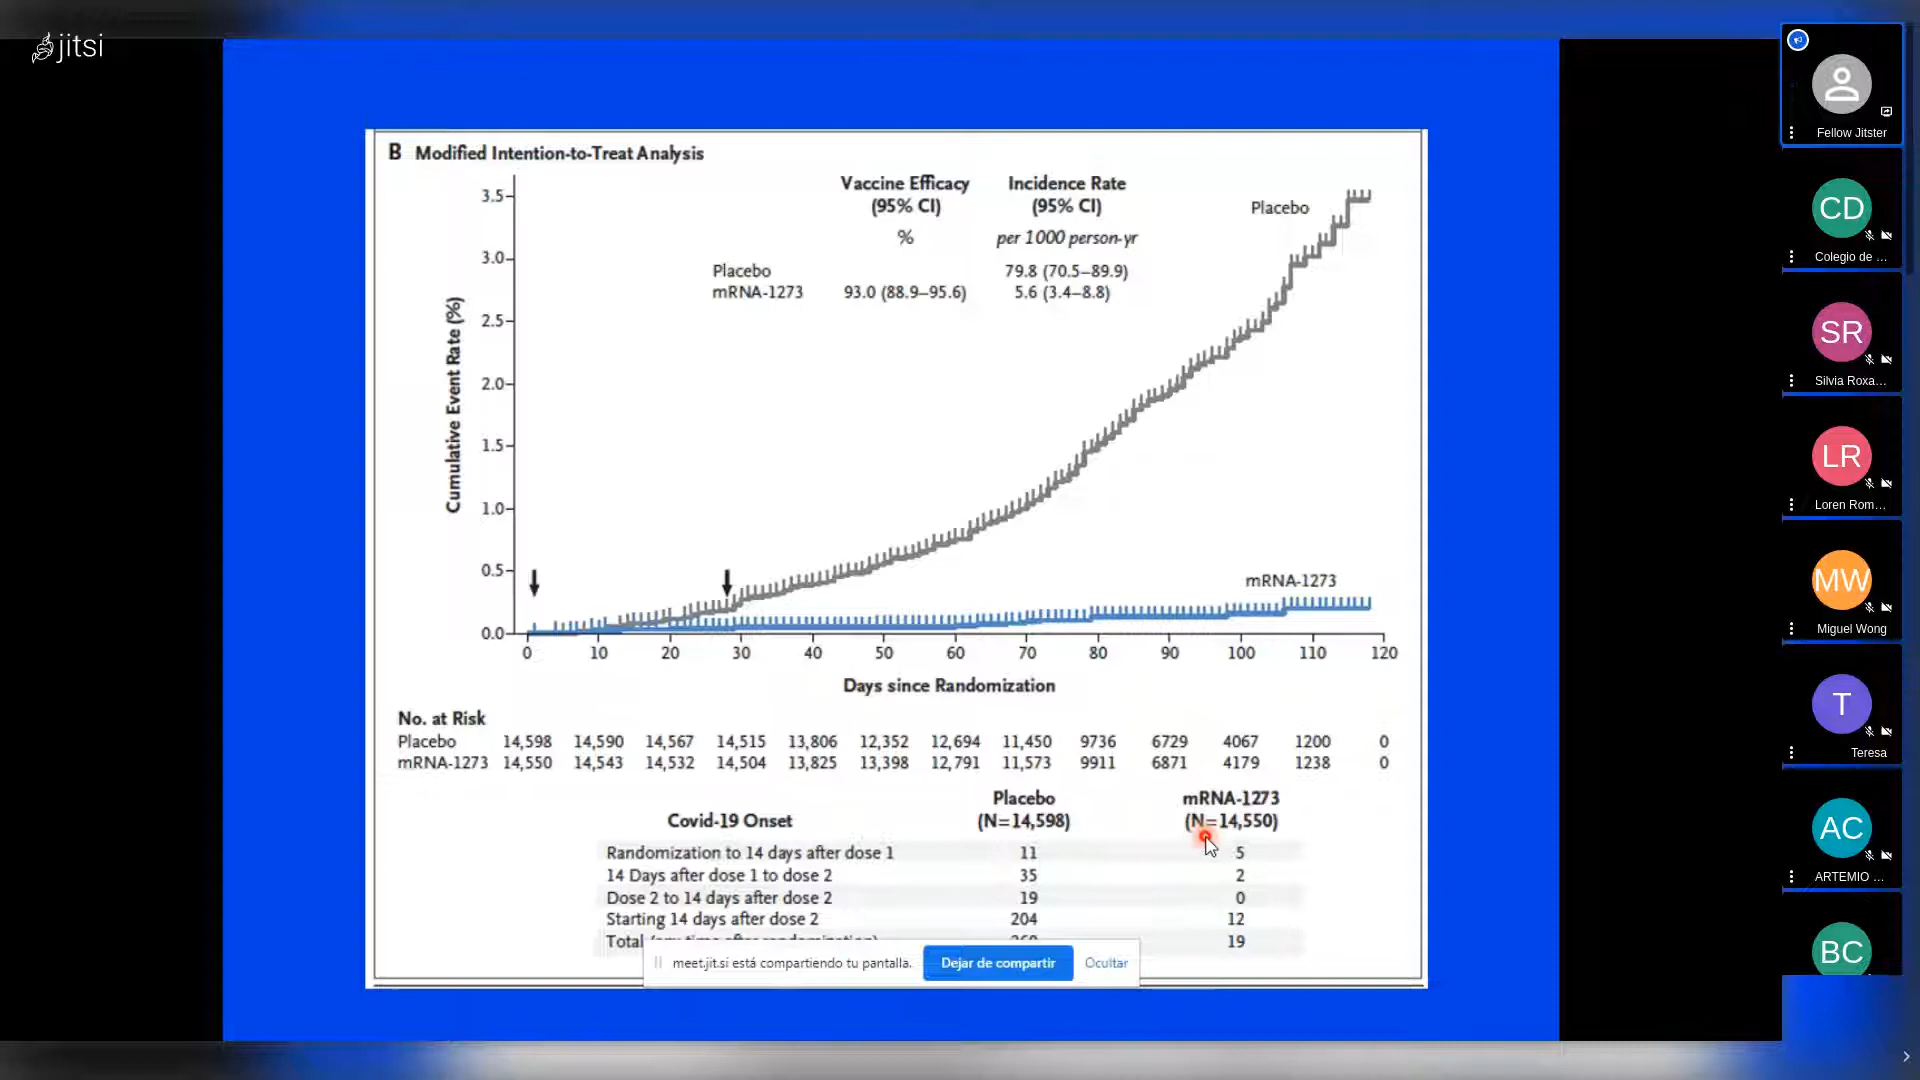 jitsi
B Modified Intention-to-Treat Analysis
Vaccine Efficacy (95% CI)
%
Incidence Rate (95% CI)
per 1000 person-yr
Placebo 79.8 (70.5–89.9)
mRNA-1273 93.0 (88.9–95.6) 5.6 (3.4–8.8)
Placebo
mRNA-1273
Cumulative Event Rate (%)
3.5
3.0
2.5
2.0
1.5
1.0
0.5
0.0
0 10 20 30 40 50 60 70 80 90 100 110 120
Days since Randomization
No. at Risk
Placebo 14,598 14,590 14,567 14,515 13,806 12,352 12,694 11,450 9736 6729 4067 1200 0
mRNA-1273 14,550 14,543 14,532 14,504 13,825 13,398 12,791 11,573 9911 6871 4179 1238 0
Covid-19 Onset Placebo (N=14,598) mRNA-1273 (N=14,550)
Randomization to 14 days after dose 1 11 5
14 Days after dose 1 to dose 2 35 2
Dose 2 to 14 days after dose 2 19 0
Starting 14 days after dose 2 204 12
Total 19
meet.jit.si está compartiendo tu pantalla. Dejar de compartir Ocultar
Fellow Jitster
CD
Colegio de ...
SR
Silvia Roxa...
LR
Loren Rom...
MW
Miguel Wong
T
Teresa
AC
ARTEMIO ...
BC